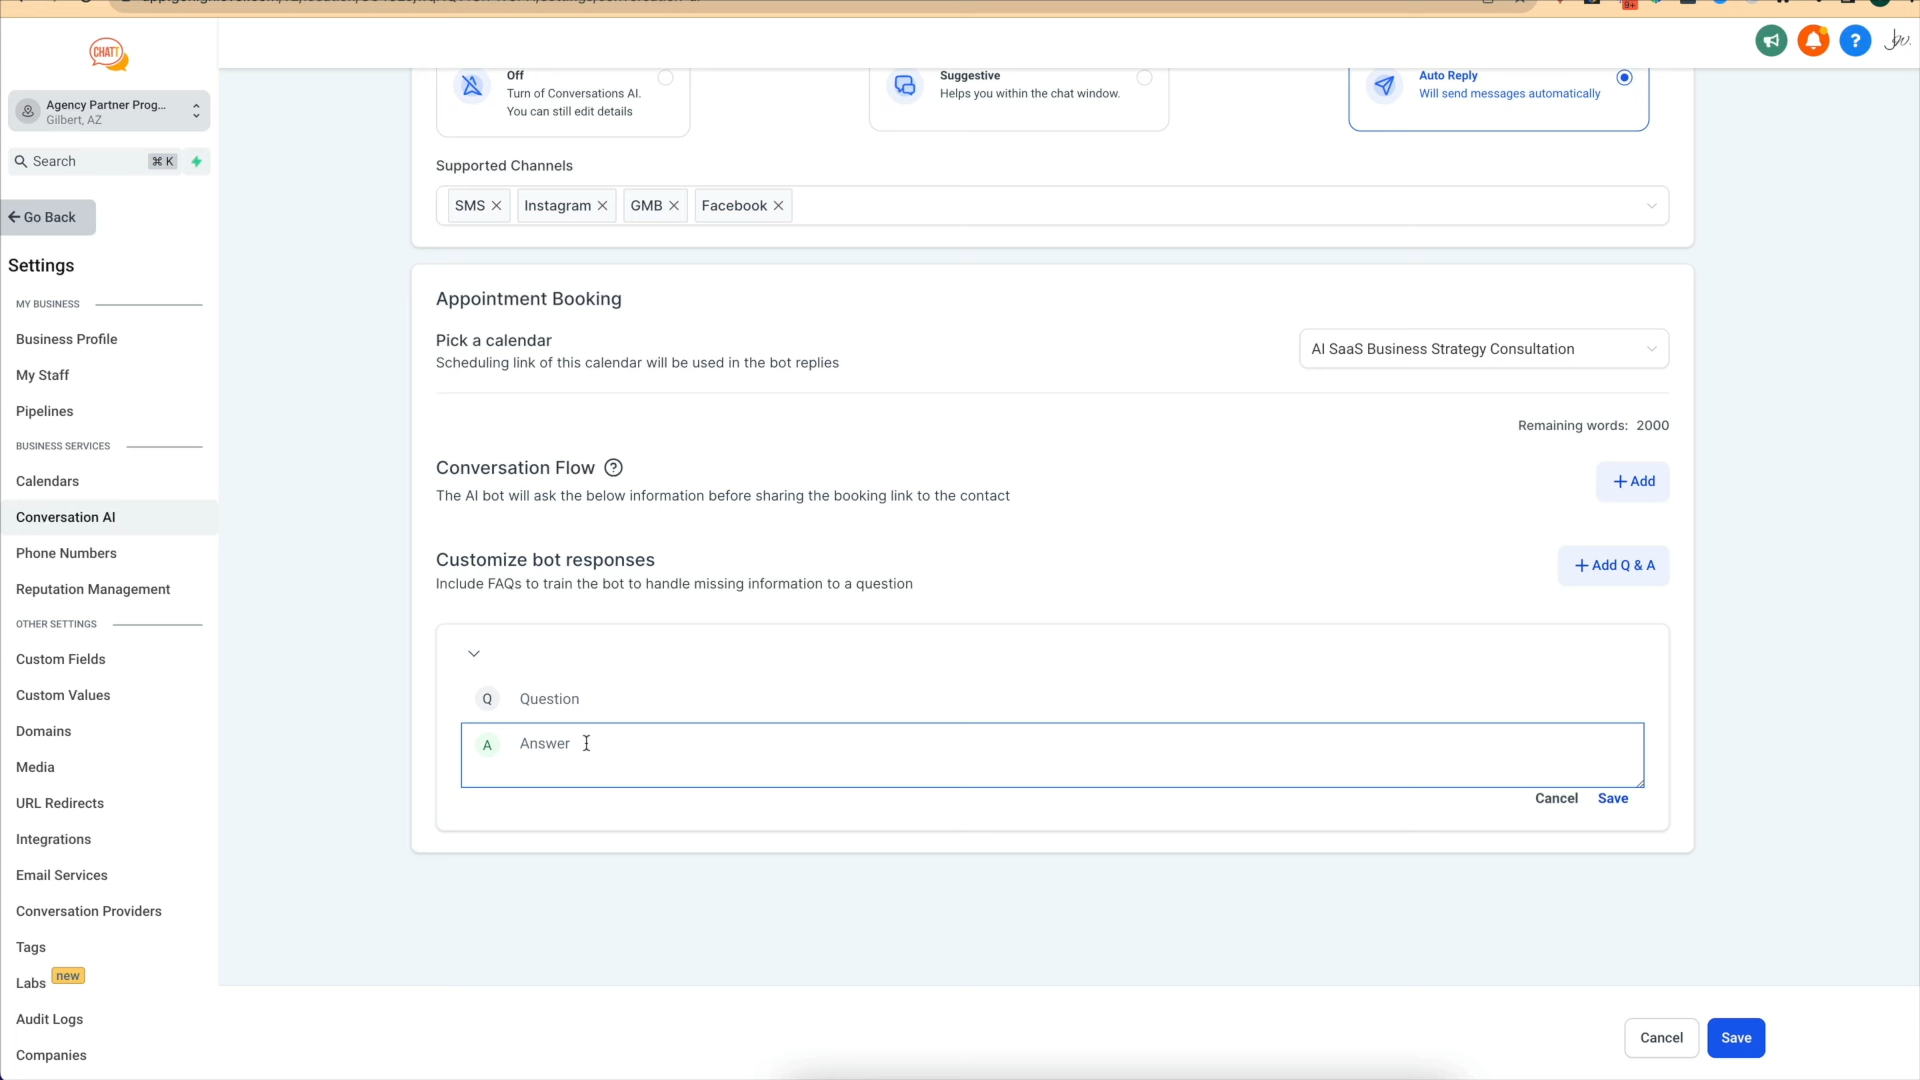 CHATT
Agency Partner Prog...
Gilbert, AZ
Search
⌘ K
Go Back
Settings
MY BUSINESS
Business Profile
My Staff
Pipelines
BUSINESS SERVICES
Calendars
Conversation AI
Phone Numbers
Reputation Management
OTHER SETTINGS
Custom Fields
Custom Values
Domains
Media
URL Redirects
Integrations
Email Services
Conversation Providers
Tags
Labs new
Audit Logs
Companies
9+
?
Off
Turn of Conversations AI.
You can still edit details
Suggestive
Helps you within the chat window.
Auto Reply
Will send messages automatically
Supported Channels
SMS
Instagram
GMB
Facebook
Appointment Booking
Pick a calendar
Scheduling link of this calendar will be used in the bot replies
AI SaaS Business Strategy Consultation
Remaining words: 2000
Conversation Flow ?
The AI bot will ask the below information before sharing the booking link to the contact
+ Add
Customize bot responses
Include FAQs to train the bot to handle missing information to a question
+ Add Q & A
Q Question
A Answer
Cancel Save
Cancel Save